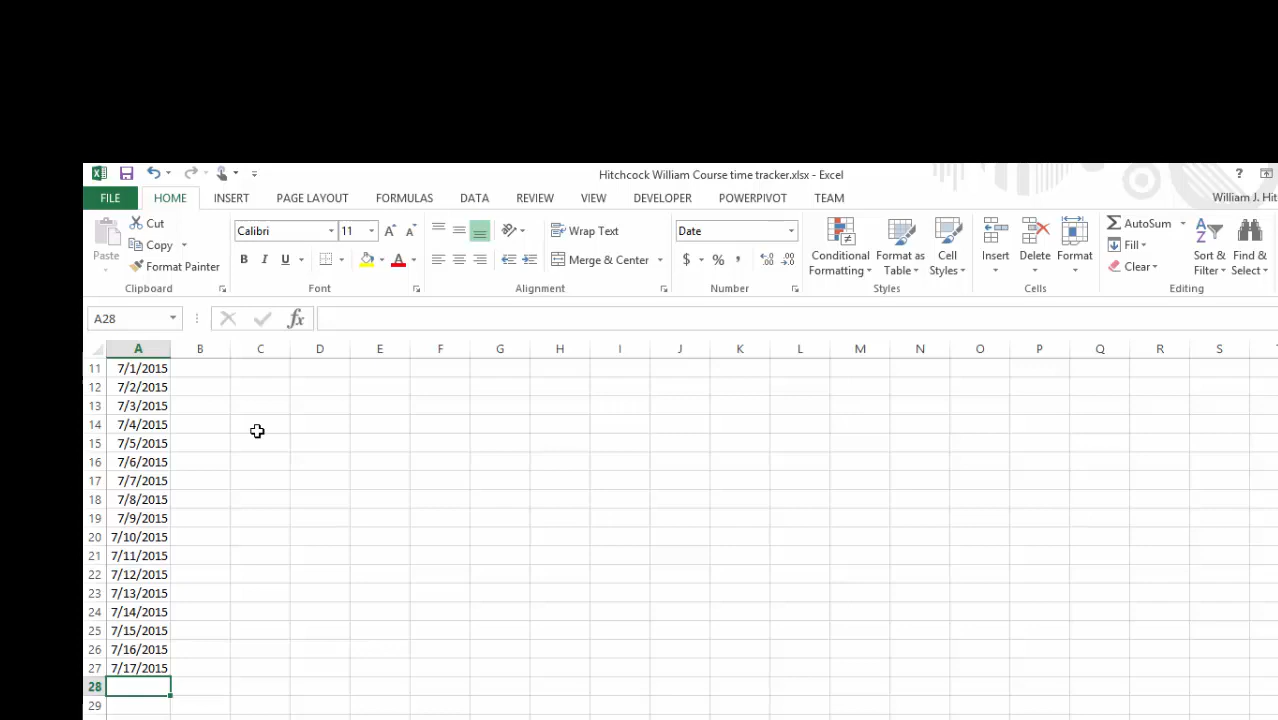 Hitchcock William Course time tracker.xlsx - Excel ?
FILE HOME INSERT PAGE LAYOUT FORMULAS DATA REVIEW VIEW DEVELOPER POWERPIVOT TEAM William J. Hit
Paste Cut Copy Format Painter
Clipboard
Calibri 11 A A
B I U A
Font
Wrap Text
Merge & Center
Alignment
Date
$ % , .00 .0
Number
Conditional Formatting Format as Table Cell Styles
Styles
Insert Delete Format
Cells
AutoSum
Fill
Clear
Sort & Filter Find & Select
Editing
A28 fx
A B C D E F G H I J K L M N O P Q R S
11 7/1/2015
12 7/2/2015
13 7/3/2015
14 7/4/2015
15 7/5/2015
16 7/6/2015
17 7/7/2015
18 7/8/2015
19 7/9/2015
20 7/10/2015
21 7/11/2015
22 7/12/2015
23 7/13/2015
24 7/14/2015
25 7/15/2015
26 7/16/2015
27 7/17/2015
28
29